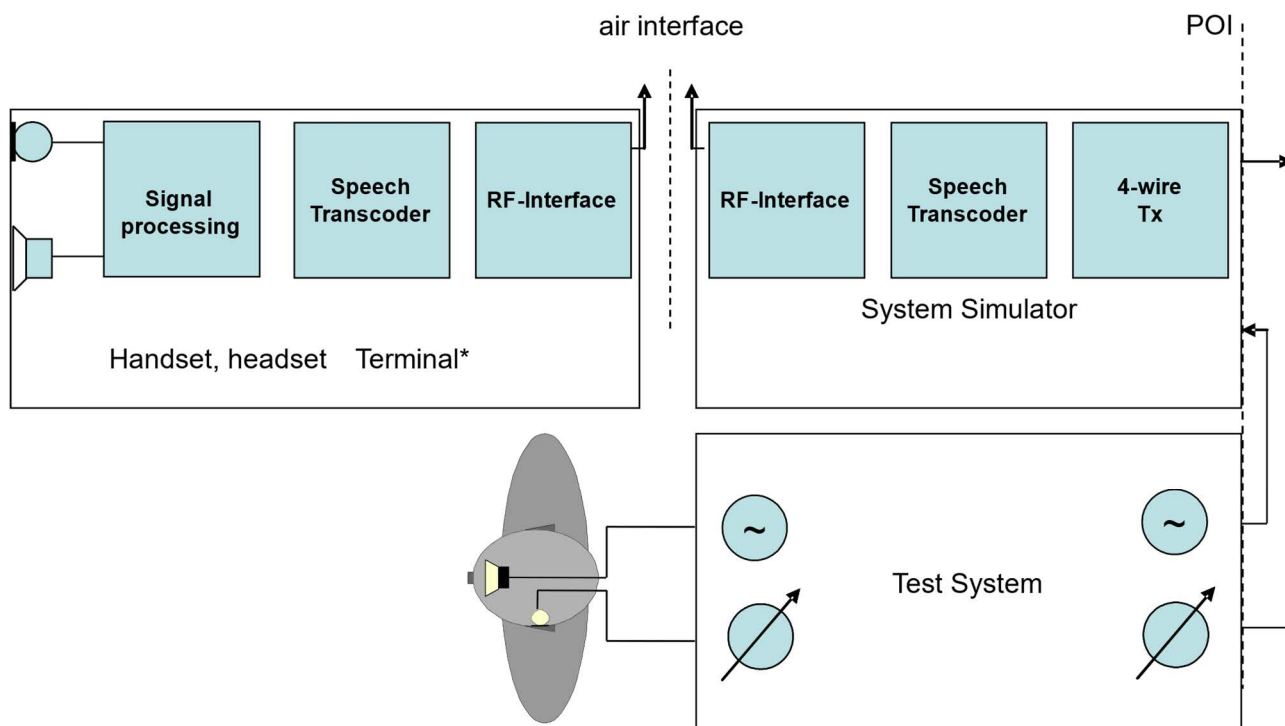 air interface
POI
Signal
processing
Speech
Transcoder
RF-Interface
RF-Interface
Speech
Transcoder
4-wire
Tx
System Simulator
Handset, headset Terminal*
~
~
Test System